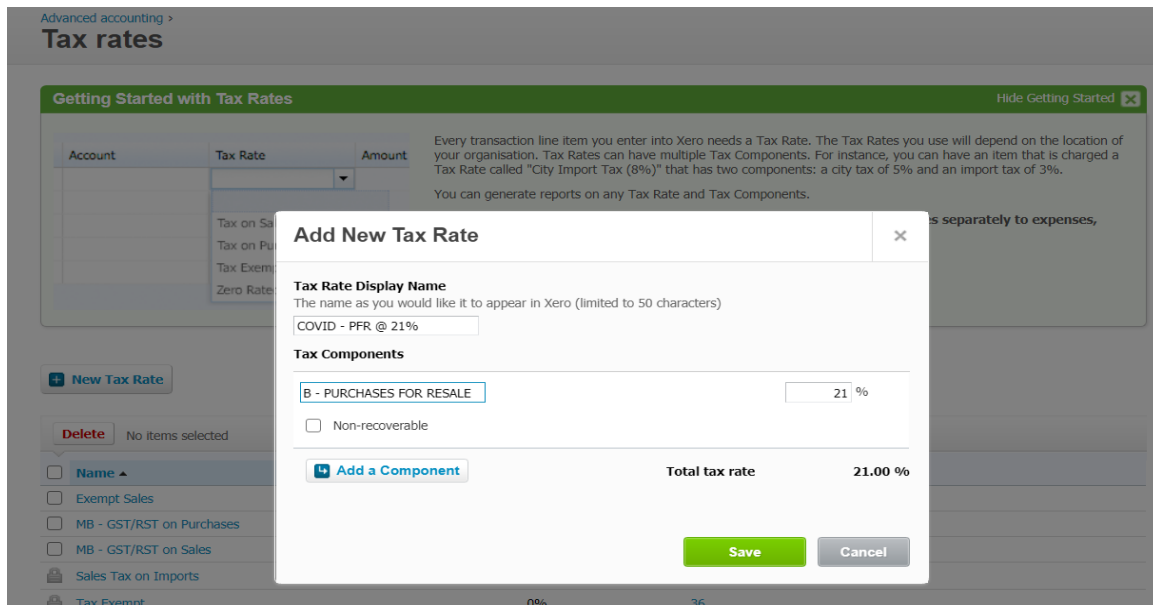 Advanced accounting >
Tax rates
Getting Started with Tax Rates
Hide Getting Started
Account Tax Rate Amount
Every transaction line item you enter into Xero needs a Tax Rate. The Tax Rates you use will depend on the location of
your organisation. Tax Rates can have multiple Tax Components. For instance, you can have an item that is charged a
Tax Rate called "City Import Tax (8%)" that has two components: a city tax of 5% and an import tax of 3%.
You can generate reports on any Tax Rate and Tax Components.
separately to expenses,
Tax on
Tax on
Tax
Zero
Add New Tax Rate
Tax Rate Display Name
The name as you would like it to appear in Xero (limited to 50 characters)
COVID - PFR @ 21%
Tax Components
B - PURCHASES FOR RESALE 21 %
Non-recoverable
Add a Component Total tax rate 21.00 %
Save Cancel
New Tax Rate
Delete No items selected
Name
Exempt Sales
MB - GST/RST on Purchases
MB - GST/RST on Sales
Sales Tax on Imports
Tax Exempt 0% 36